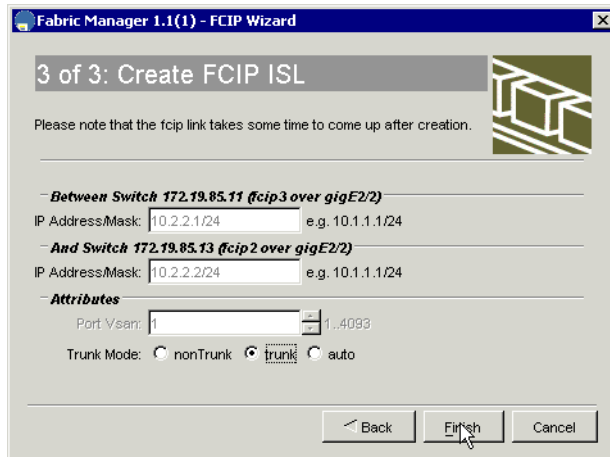 Fabric Manager 1.1(1) - FCIP Wizard
3 of 3: Create FCIP ISL
Please note that the fcip link takes some time to come up after creation.
Between Switch 172.19.85.11 (fcip3 over gigE2/2)
IP Address/Mask: 10.2.2.1/24 e.g. 10.1.1.1/24
And Switch 172.19.85.13 (fcip2 over gigE2/2)
IP Address/Mask: 10.2.2.2/24 e.g. 10.1.1.1/24
Attributes
Port Vsan: 1 1..4093
Trunk Mode: nonTrunk trunk auto
Back Finish Cancel